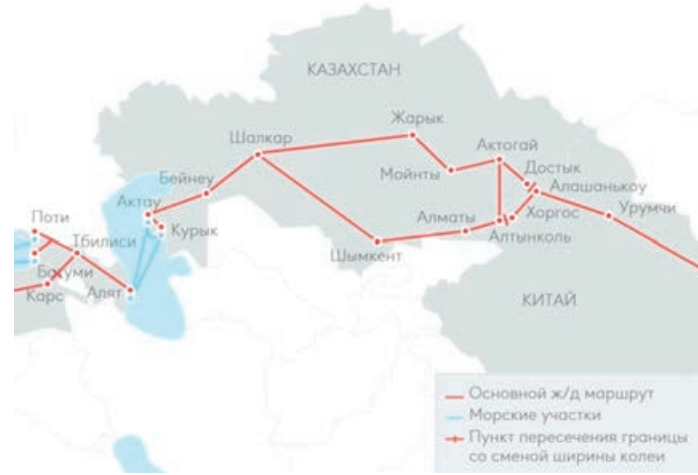 КАЗАХСТАН
Жарык
Шалкар
Актогай
Мойнты
Достык
Бейнеу
Алашанькоу
Актау
Поти
Алматы
Хоргос
Урумчи
Курык
Тбилиси
Алтынколь
Шымкент
Батуми
Карс
Алят
КИТАЙ
Основной ж/д маршрут
Морские участки
Пункт пересечения границы
со сменой ширины колеи